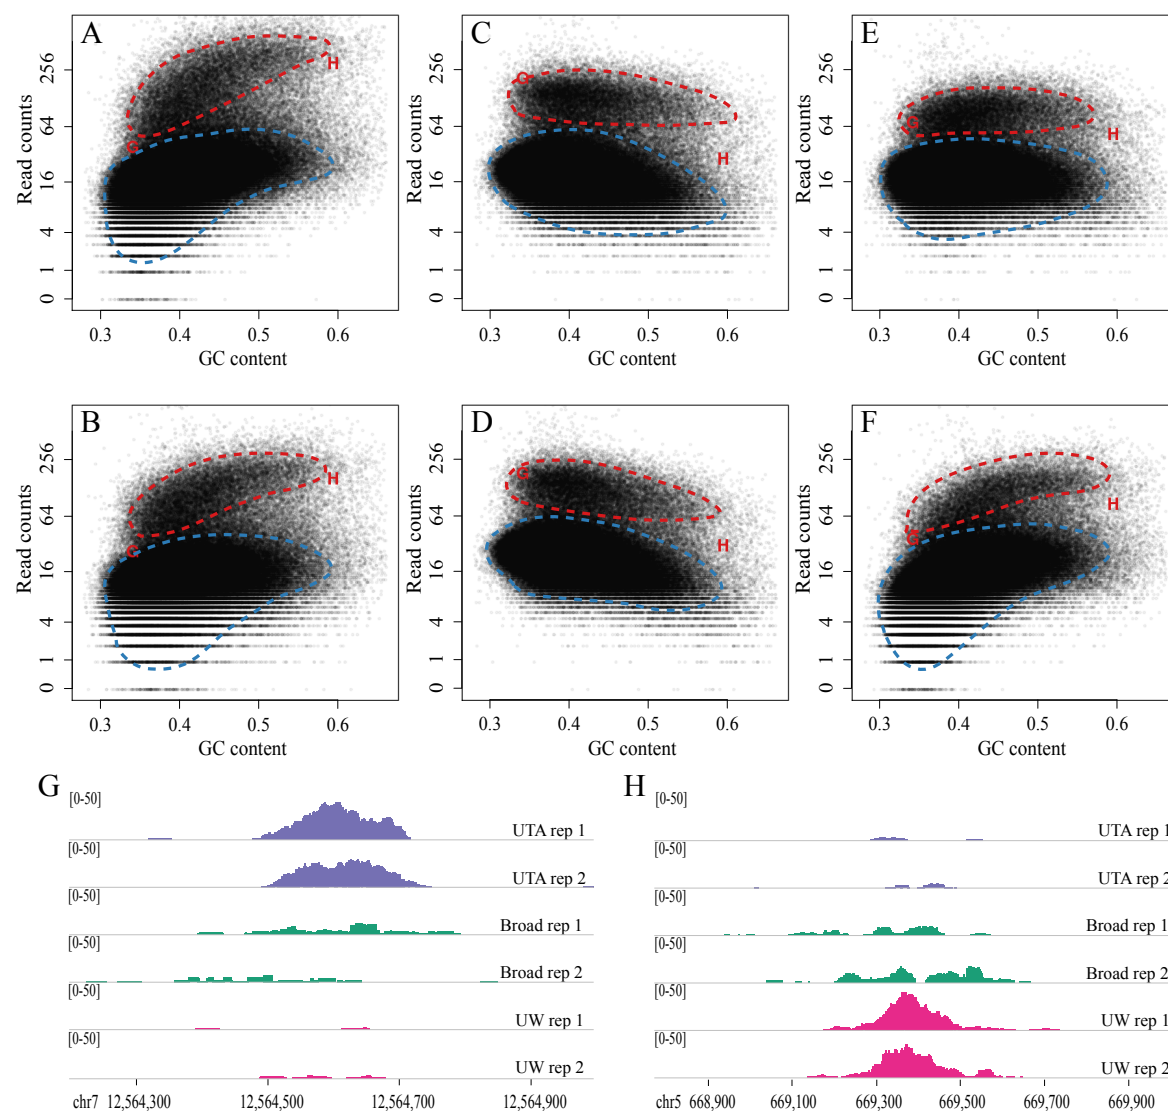 A
C
E
Read counts
256
64
16
4
1
0
G
H
0.3 0.4 0.5 0.6
GC content
Read counts
256
64
16
4
1
0
G
H
0.3 0.4 0.5 0.6
GC content
Read counts
256
64
16
4
1
0
G
H
0.3 0.4 0.5 0.6
GC content
B
D
F
Read counts
256
64
16
4
1
0
G
H
0.3 0.4 0.5 0.6
GC content
Read counts
256
64
16
4
1
0
G
H
0.3 0.4 0.5 0.6
GC content
Read counts
256
64
16
4
1
0
G
H
0.3 0.4 0.5 0.6
GC content
G
[0-50]
UTA rep 1
[0-50]
UTA rep 2
[0-50]
Broad rep 1
[0-50]
Broad rep 2
[0-50]
UW rep 1
[0-50]
UW rep 2
chr7 12,564,300 12,564,500 12,564,700 12,564,900
H
[0-50]
UTA rep 1
[0-50]
UTA rep 2
[0-50]
Broad rep 1
[0-50]
Broad rep 2
[0-50]
UW rep 1
[0-50]
UW rep 2
chr5 668,900 669,100 669,300 669,500 669,700 669,900